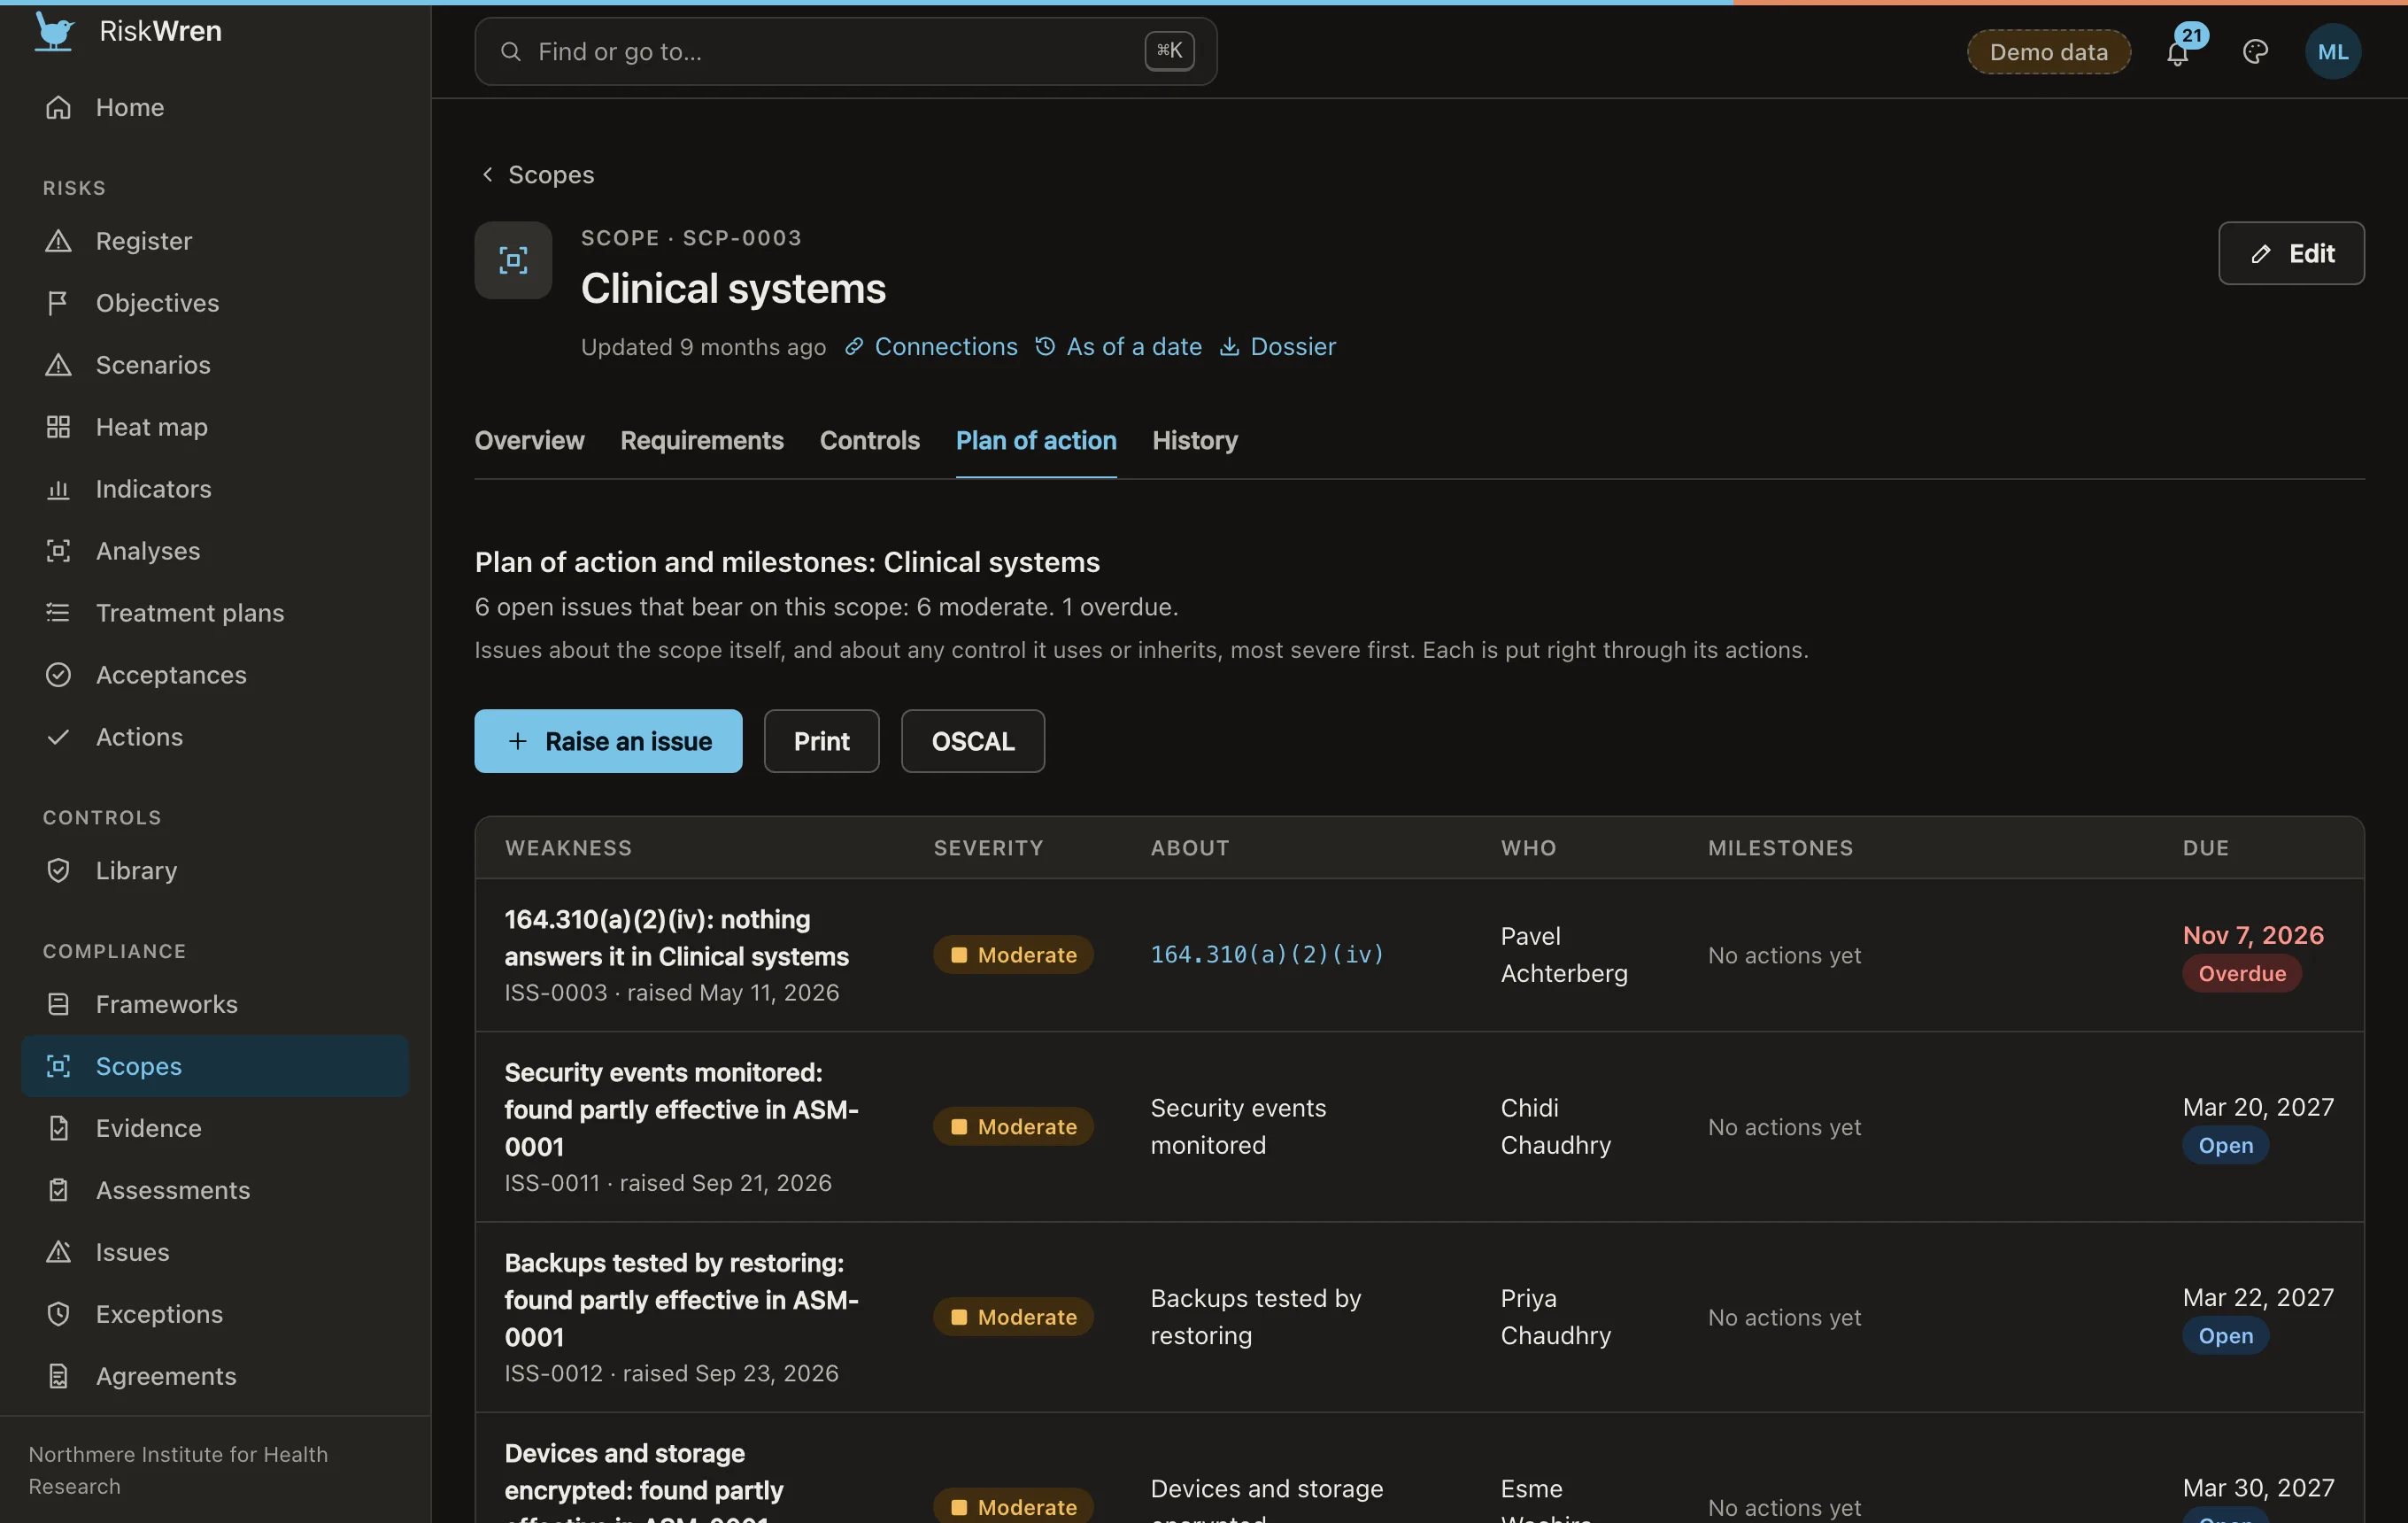 RiskWren
Find or go to...
⌘K
Demo data
21
ML
Home
RISKS
Register
Objectives
Scenarios
Heat map
Indicators
Analyses
Treatment plans
Acceptances
Actions
CONTROLS
Library
COMPLIANCE
Frameworks
Scopes
Evidence
Assessments
Issues
Exceptions
Agreements
Northmere Institute for Health
Research
Scopes
SCOPE · SCP-0003
Clinical systems
Edit
Updated 9 months ago Connections As of a date Dossier
Overview Requirements Controls Plan of action History
Plan of action and milestones: Clinical systems
6 open issues that bear on this scope: 6 moderate. 1 overdue.
Issues about the scope itself, and about any control it uses or inherits, most severe first. Each is put right through its actions.
Raise an issue
Print
OSCAL
WEAKNESS SEVERITY ABOUT WHO MILESTONES DUE
164.310(a)(2)(iv): nothing
answers it in Clinical systems
ISS-0003 · raised May 11, 2026
Moderate
164.310(a)(2)(iv)
Pavel
Achterberg
No actions yet
Nov 7, 2026
Overdue
Security events monitored:
found partly effective in ASM-
0001
ISS-0011 · raised Sep 21, 2026
Moderate
Security events
monitored
Chidi
Chaudhry
No actions yet
Mar 20, 2027
Open
Backups tested by restoring:
found partly effective in ASM-
0001
ISS-0012 · raised Sep 23, 2026
Moderate
Backups tested by
restoring
Priya
Chaudhry
No actions yet
Mar 22, 2027
Open
Devices and storage
encrypted: found partly
effective in ASM-0001
Moderate
Devices and storage
encrypted
Esme
No actions yet
Mar 30, 2027
Open